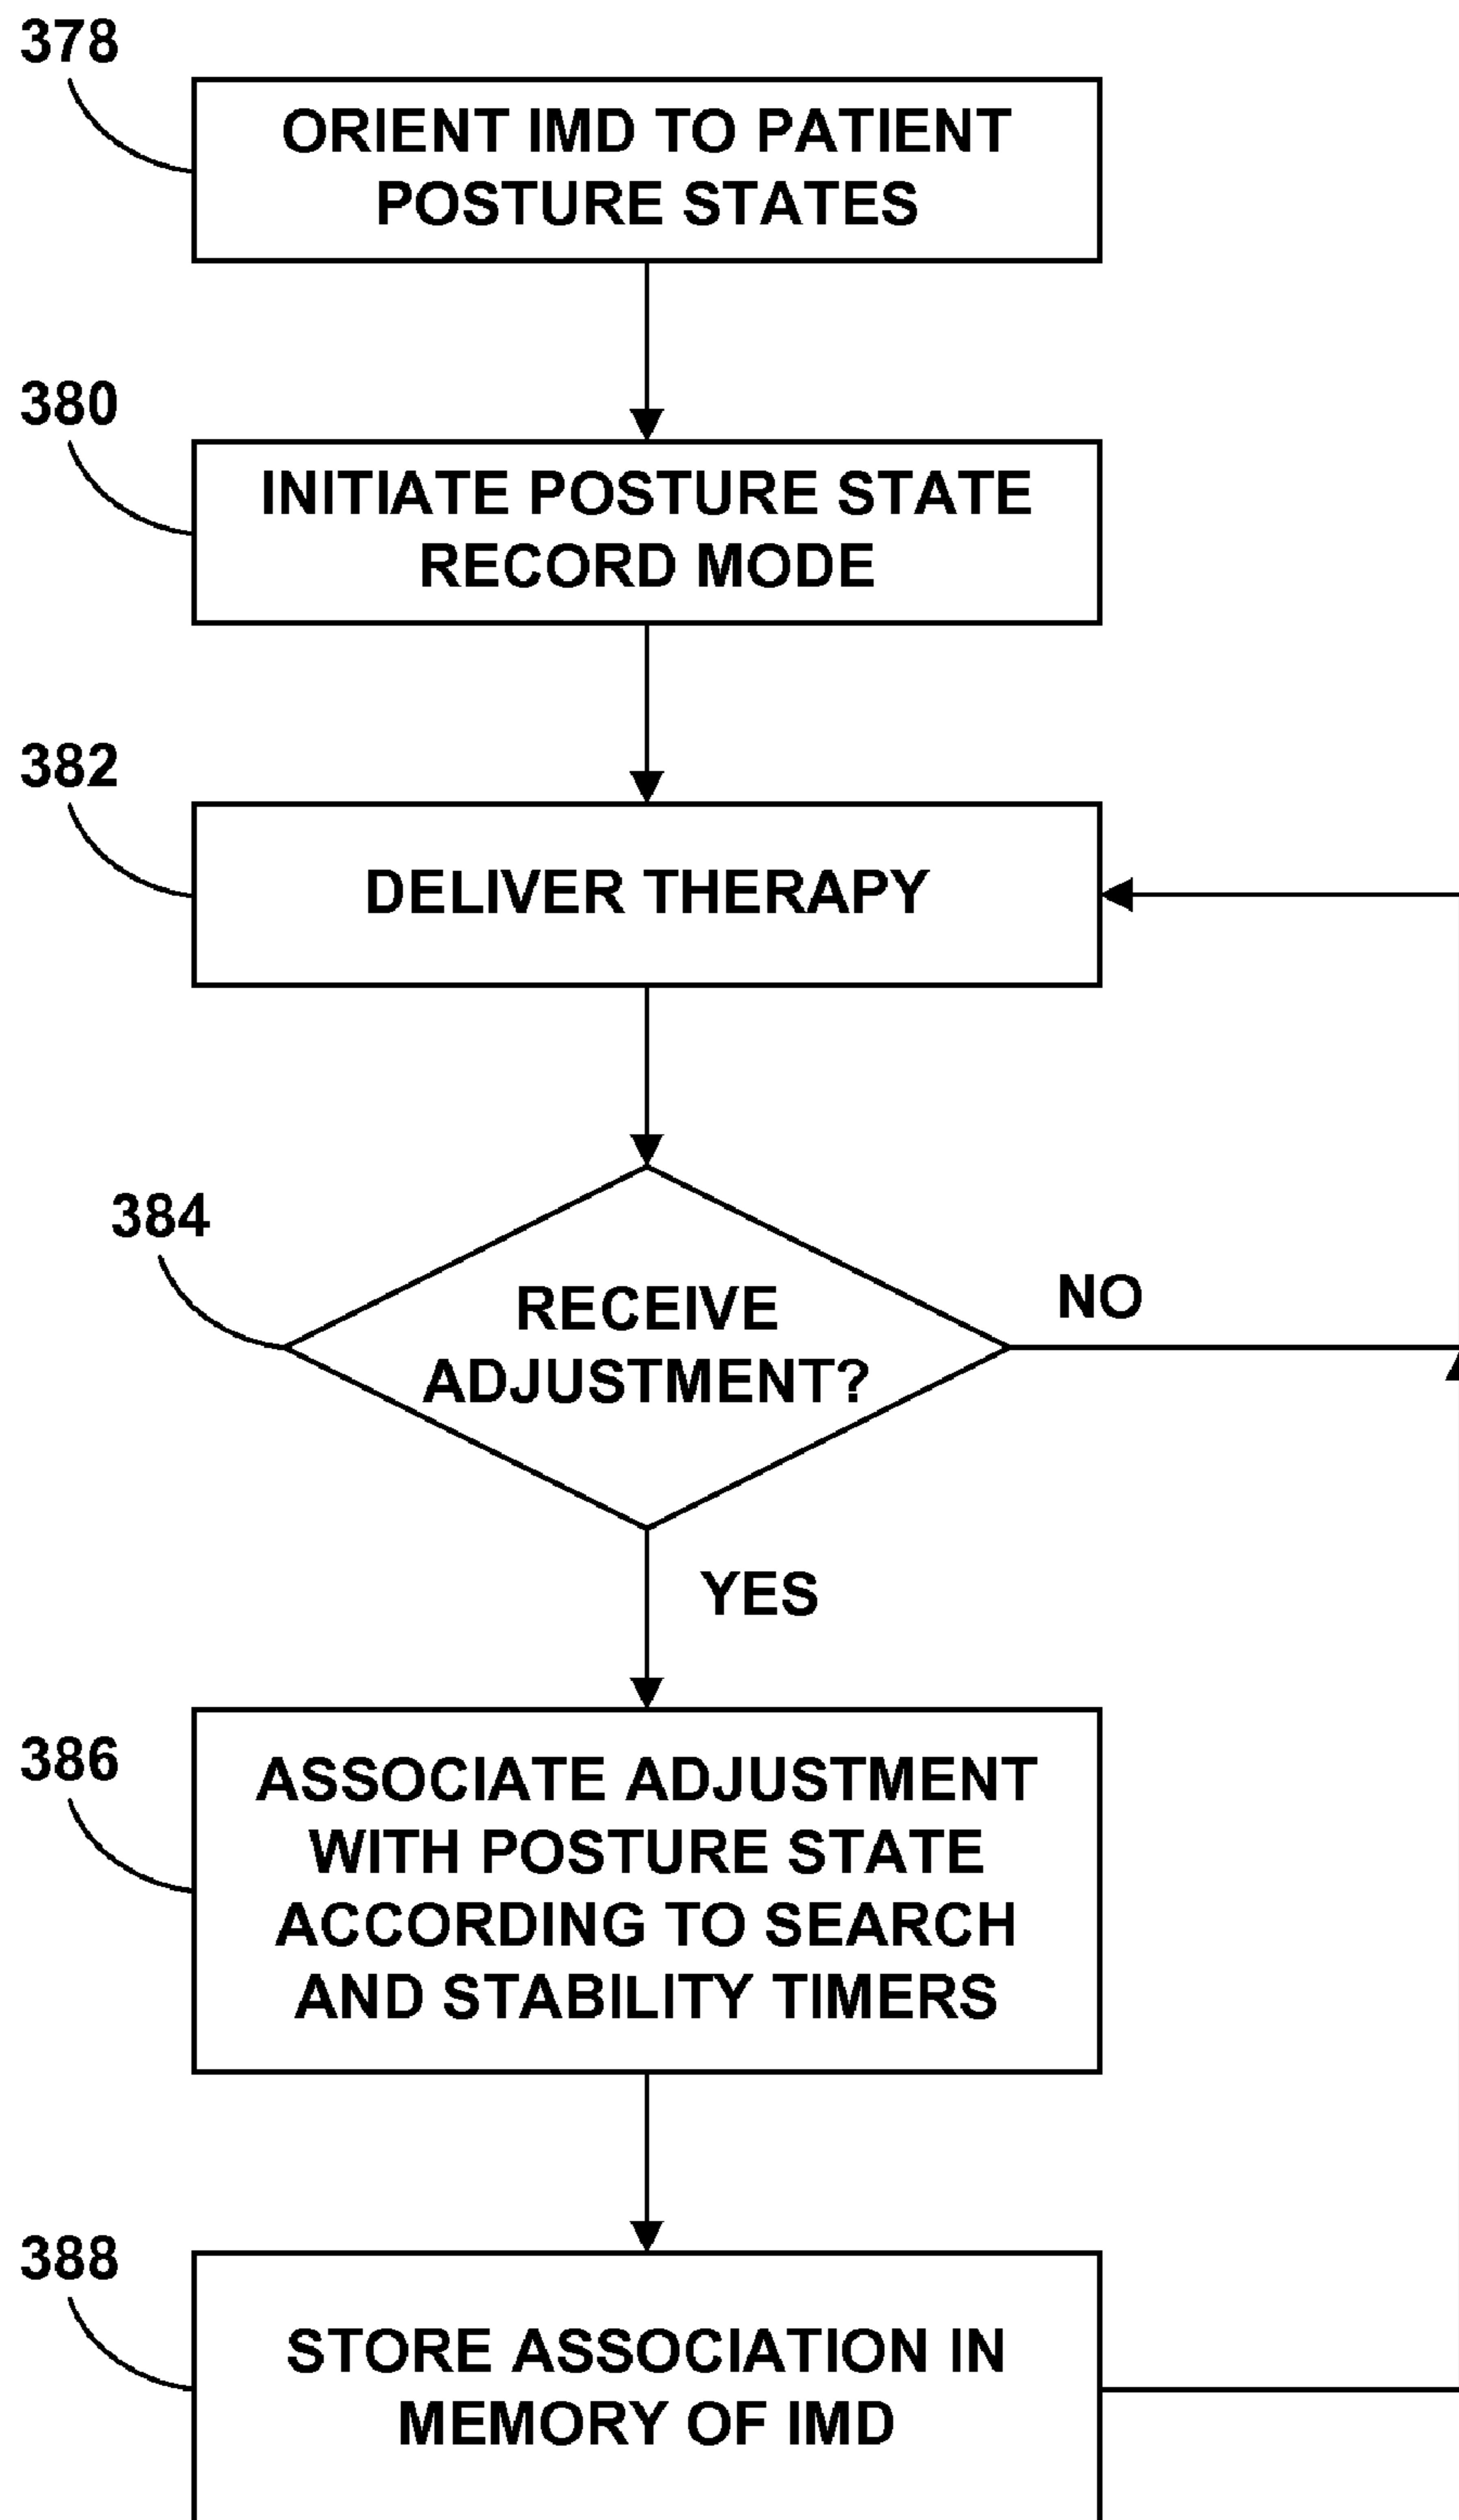 378
ORIENT IMD TO PATIENT
POSTURE STATES
380
INITIATE POSTURE STATE
RECORD MODE
382
DELIVER THERAPY
384
RECEIVE
ADJUSTMENT?
NO
YES
386
ASSOCIATE ADJUSTMENT
WITH POSTURE STATE
ACCORDING TO SEARCH
AND STABILITY TIMERS
388
STORE ASSOCIATION IN
MEMORY OF IMD